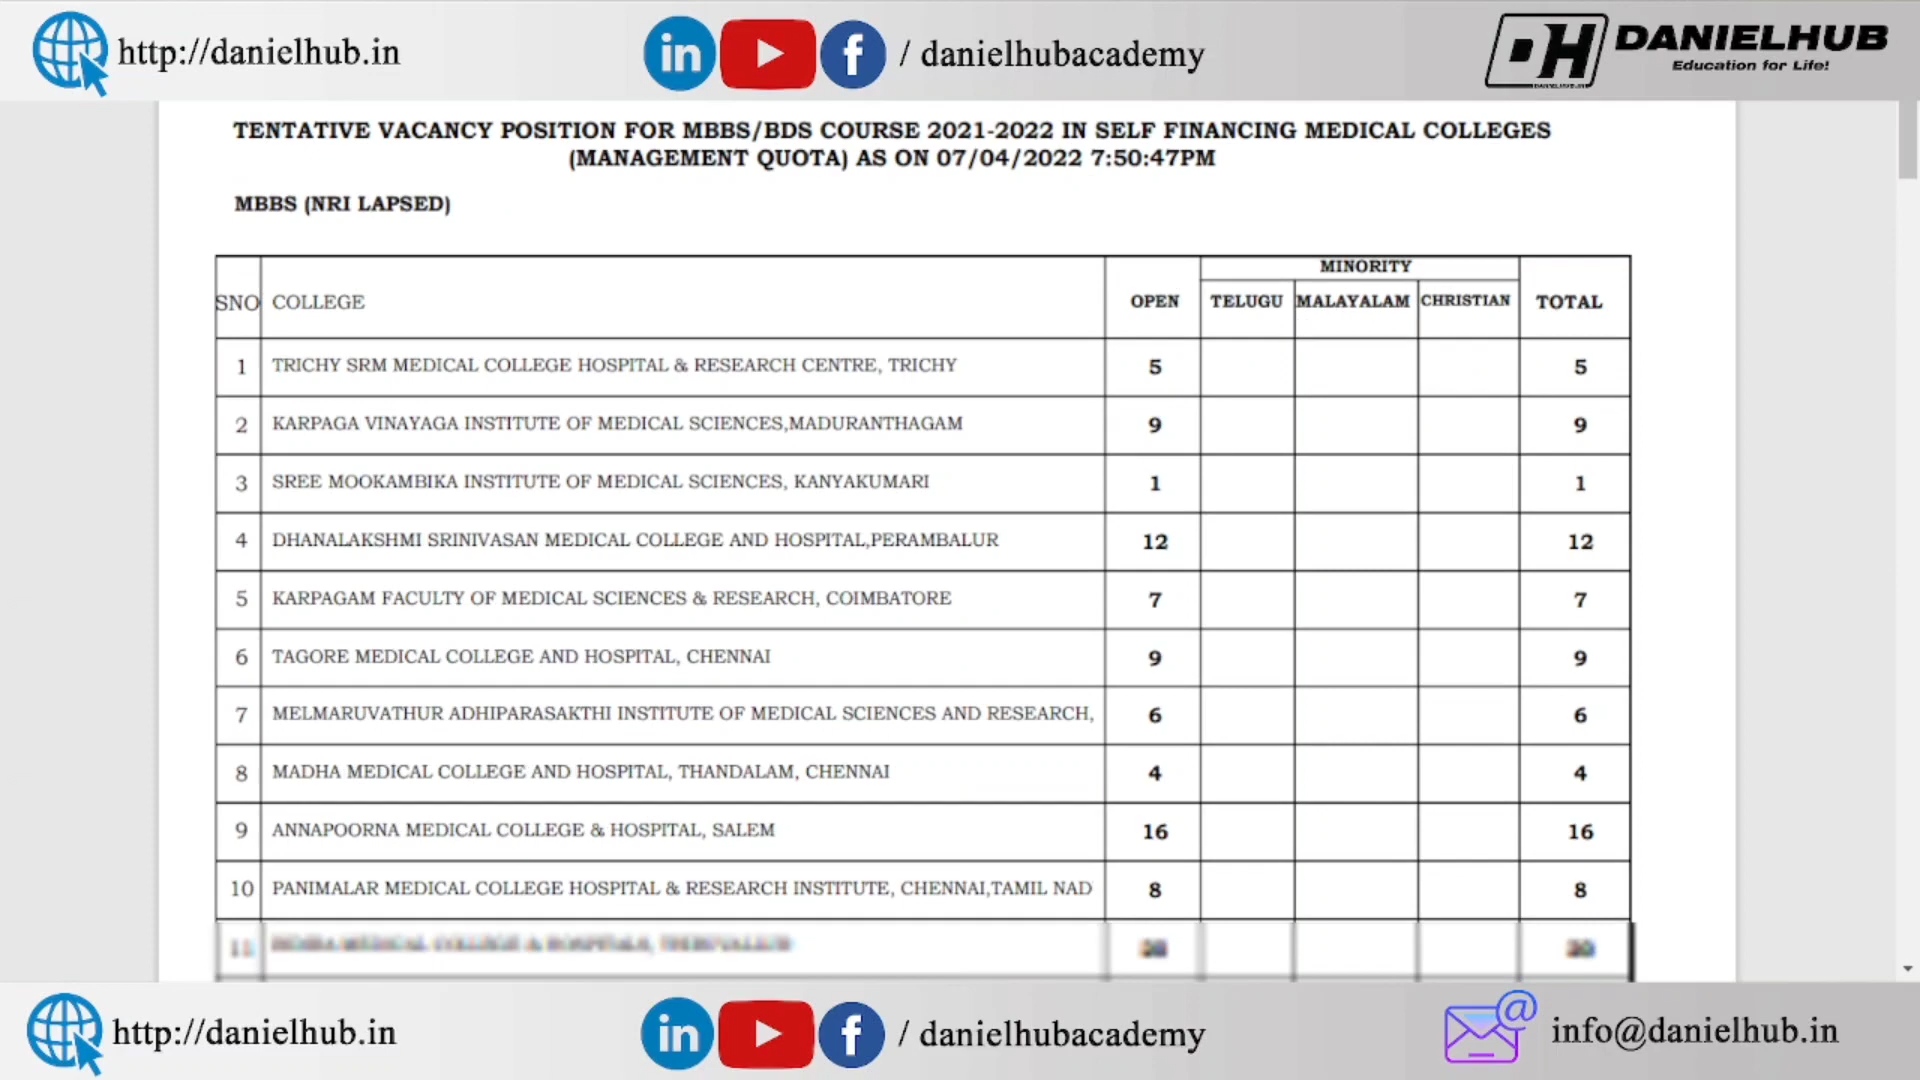 http://danielhub.in
in f / danielhubacademy
DH DANIELHUB
Education for Life!
TENTATIVE VACANCY POSITION FOR MBBS/BDS COURSE 2021-2022 IN SELF FINANCING MEDICAL COLLEGES
(MANAGEMENT QUOTA) AS ON 07/04/2022 7:50:47PM
MBBS (NRI LAPSED)
MINORITY
SNO COLLEGE OPEN TELUGU MALAYALAM CHRISTIAN TOTAL
1 TRICHY SRM MEDICAL COLLEGE HOSPITAL & RESEARCH CENTRE, TRICHY 5 5
2 KARPAGA VINAYAGA INSTITUTE OF MEDICAL SCIENCES,MADURANTHAGAM 9 9
3 SREE MOOKAMBIKA INSTITUTE OF MEDICAL SCIENCES, KANYAKUMARI 1 1
4 DHANALAKSHMI SRINIVASAN MEDICAL COLLEGE AND HOSPITAL,PERAMBALUR 12 12
5 KARPAGAM FACULTY OF MEDICAL SCIENCES & RESEARCH, COIMBATORE 7 7
6 TAGORE MEDICAL COLLEGE AND HOSPITAL, CHENNAI 9 9
7 MELMARUVATHUR ADHIPARASAKTHI INSTITUTE OF MEDICAL SCIENCES AND RESEARCH, 6 6
8 MADHA MEDICAL COLLEGE AND HOSPITAL, THANDALAM, CHENNAI 4 4
9 ANNAPOORNA MEDICAL COLLEGE & HOSPITAL, SALEM 16 16
10 PANIMALAR MEDICAL COLLEGE HOSPITAL & RESEARCH INSTITUTE, CHENNAI,TAMIL NAD 8 8
11 MEDICAL COLLEGE &
http://danielhub.in
in f / danielhubacademy
info@danielhub.in